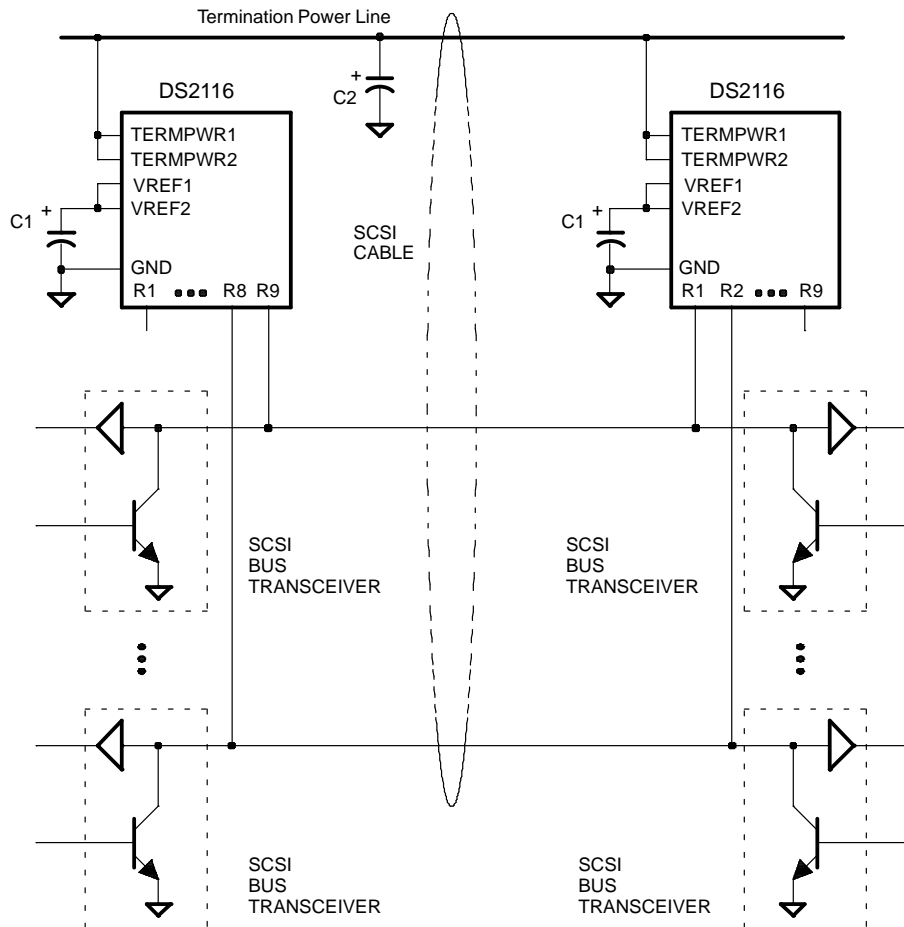 Termination Power Line
+
C2
DS2116
TERMPWR1
TERMPWR2
VREF1
VREF2
GND
R1 R8 R9
+
C1
DS2116
TERMPWR1
TERMPWR2
VREF1
VREF2
GND
R1 R2 R9
+
C1
SCSI
CABLE
SCSI
BUS
TRANSCEIVER
SCSI
BUS
TRANSCEIVER
SCSI
BUS
TRANSCEIVER
SCSI
BUS
TRANSCEIVER